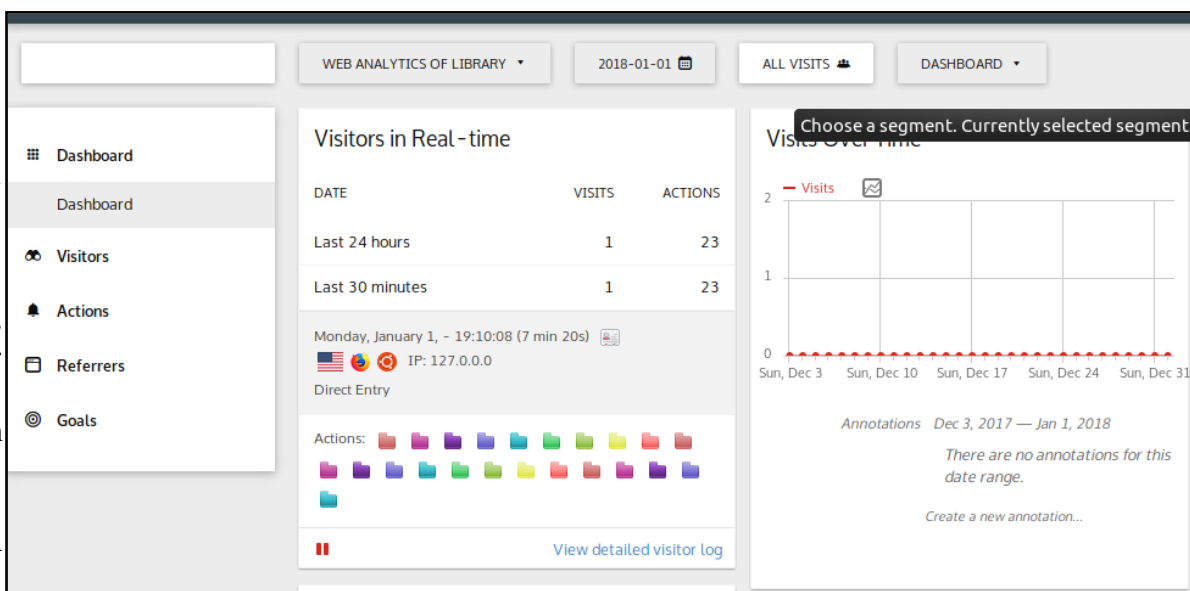 WEB ANALYTICS OF LIBRARY
2018-01-01
ALL VISITS
DASHBOARD
Choose a segment. Currently selected segment
Dashboard
Dashboard
Visitors
Actions
Referrers
Goals
Visitors in Real-time
DATE VISITS ACTIONS
Last 24 hours 1 23
Last 30 minutes 1 23
Monday, January 1, - 19:10:08 (7 min 20s)
IP: 127.0.0.0
Direct Entry
Actions:
View detailed visitor log
Visits Over Time
Visits
2
1
0
Sun, Dec 3 Sun, Dec 10 Sun, Dec 17 Sun, Dec 24 Sun, Dec 31
Annotations Dec 3, 2017 — Jan 1, 2018
There are no annotations for this
date range.
Create a new annotation...